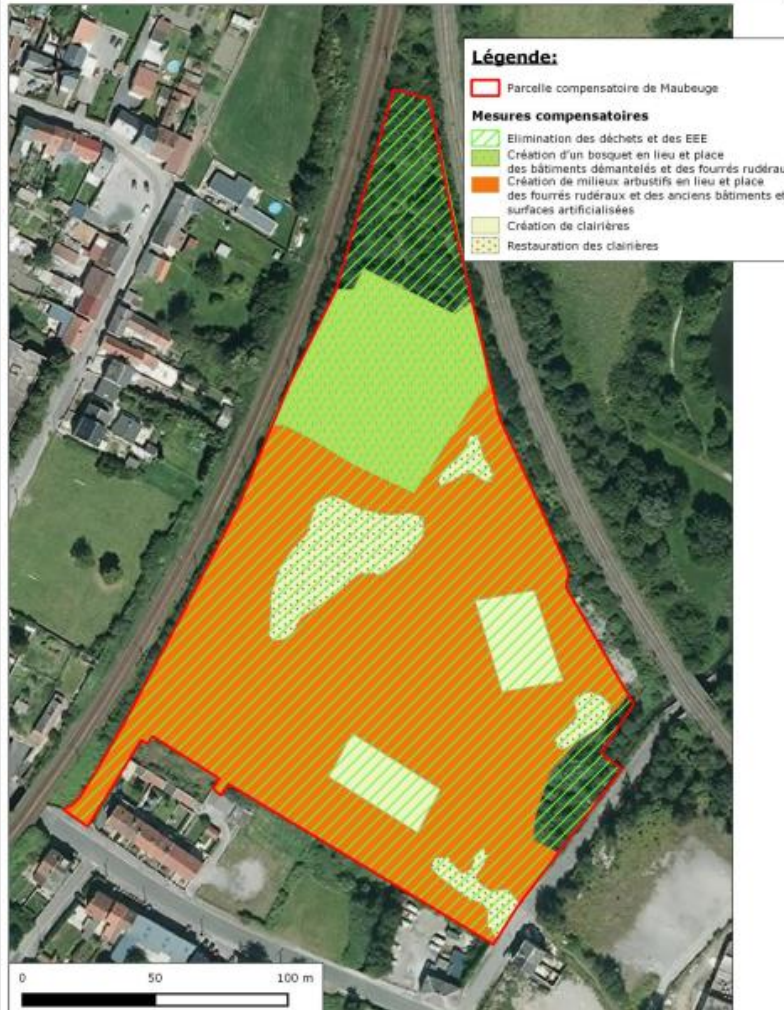 Légende:
Parcelle compensatoire de Maubeuge
Mesures compensatoires
Elimination des déchets et des EEE
Création d'un bosquet en lieu et place
des bâtiments démantelés et des fourrés rudérau
Création de milieux arbustifs en lieu et place
des fourrés rudéraux et des anciens bâtiments et
surfaces artificialisées
Création de clairières
Restauration des clairières
0 50 100 m